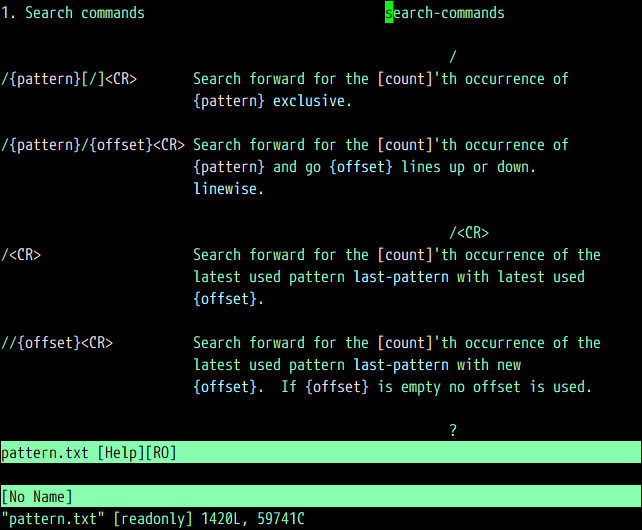 1. Search commands search-commands
/
/{pattern}[/]<CR> Search forward for the [count]'th occurrence of
{pattern} exclusive.
/{pattern}/{offset}<CR> Search forward for the [count]'th occurrence of
{pattern} and go {offset} lines up or down.
linewise.
/<CR>
/<CR> Search forward for the [count]'th occurrence of the
latest used pattern last-pattern with latest used
{offset}.
//{offset}<CR> Search forward for the [count]'th occurrence of the
latest used pattern last-pattern with new
{offset}.  If {offset} is empty no offset is used.
?
pattern.txt [Help][RO]
[No Name]
"pattern.txt" [readonly] 1420L, 59741C